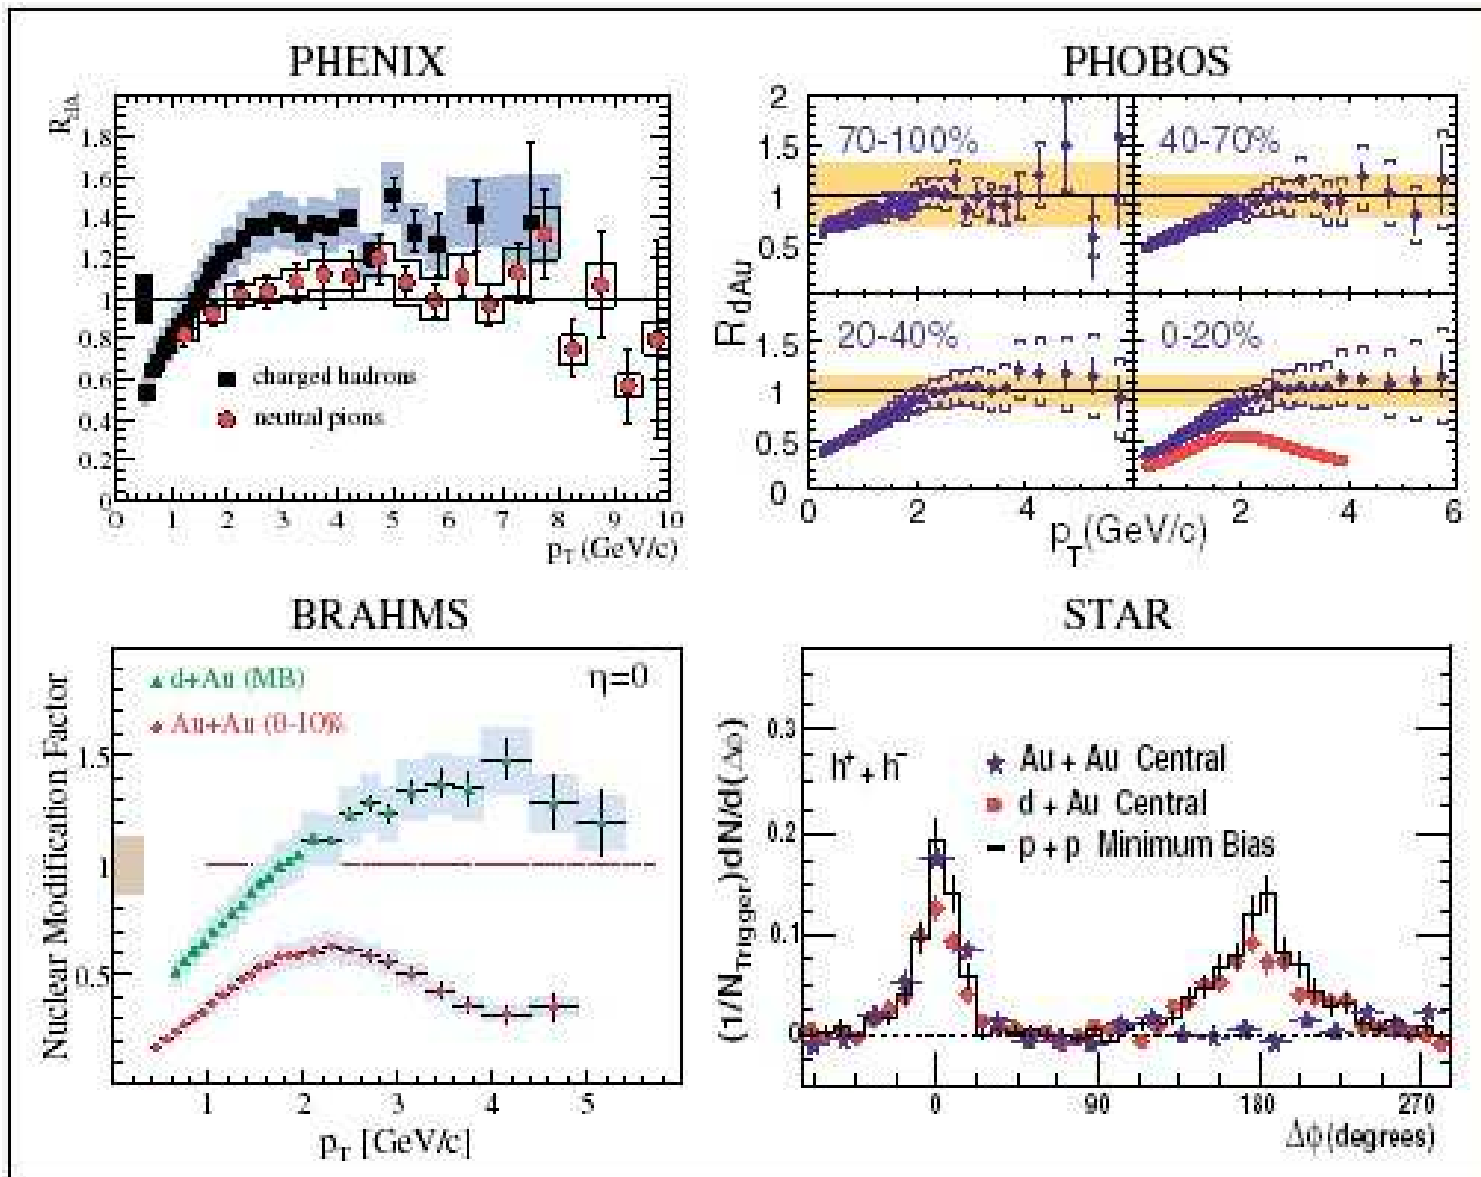 PHENIX
R
1.8
1.6
1.4
1.2
1
0.8
0.6
0.4
0.2
0
charged hadrons
neutral pions
0 1 2 3 4 5 6 7 8 9 10
p_T (GeV/c)
PHOBOS
R_dAu
2
1.5
1
0.5
1.5
1
0.5
0
70-100%
40-70%
20-40%
0-20%
0 2 4 2 4 6
p_T (GeV/c)
BRAHMS
Nuclear Modification Factor
1.5
1
0.5
d+Au (MB)
Au+Au (0-10%
η=0
1 2 3 4 5
p_T [GeV/c]
STAR
(1/N_Trigger)dN/d(Δϕ)
0.3
0.2
0.1
0
h⁺ + h⁻
Au + Au Central
d + Au Central
p + p Minimum Bias
0 90 180 270
Δϕ (degrees)